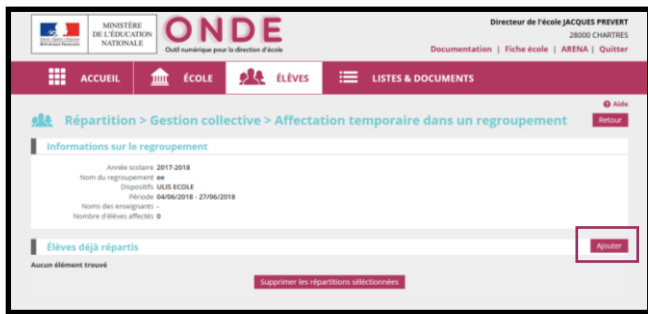 MINISTÈRE
DE L'ÉDUCATION
NATIONALE
ONDE
Outil numérique pour la direction d'école
Directeur de l'école JACQUES PREVERT
28000 CHARTRES
Documentation | Fiche école | ARENA | Quitter
ACCUEIL ÉCOLE ÉLÈVES LISTES & DOCUMENTS
Aide
Répartition > Gestion collective > Affectation temporaire dans un regroupement Retour
Informations sur le regroupement
Année scolaire 2017-2018
Nom du regroupement ee
Dispositifs ULIS ECOLE
Période 04/06/2018 - 27/06/2018
Noms des enseignants -
Nombre d'élèves affectés 0
Élèves déjà répartis Ajouter
Aucun élément trouvé
Supprimer les répartitions séléctionnées